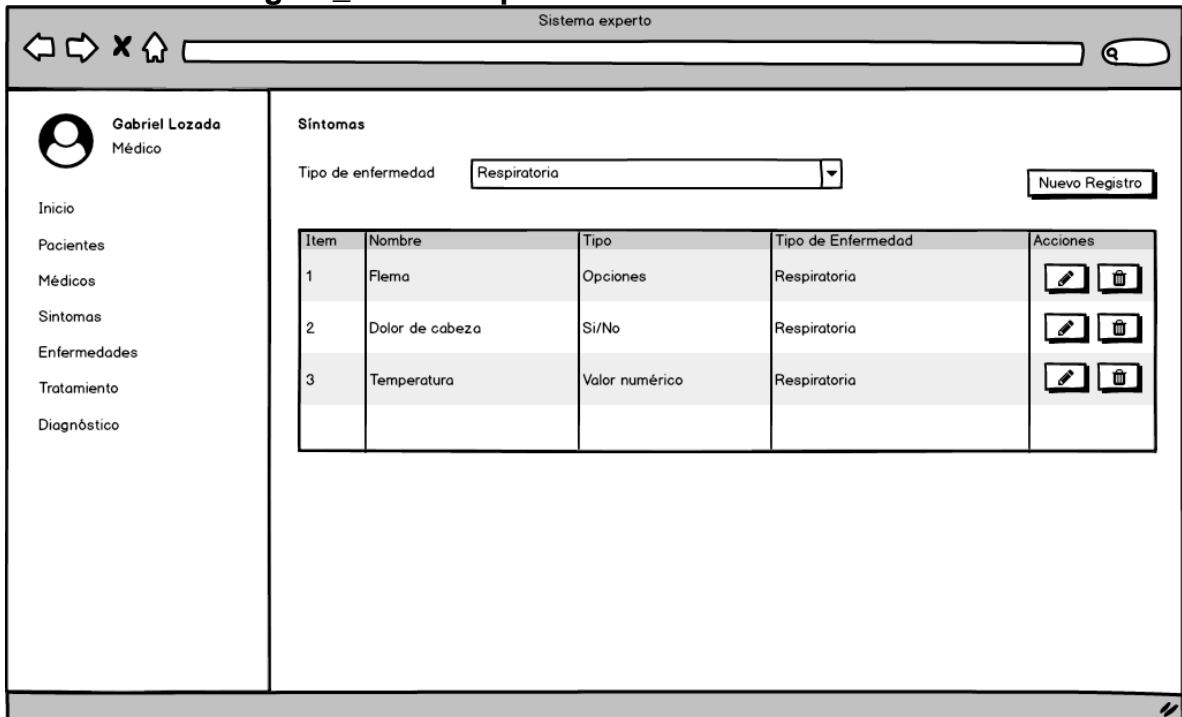 Sistema experto
Gabriel Lozada
Médico
Inicio
Pacientes
Médicos
Sintomas
Enfermedades
Tratamiento
Diagnóstico
Síntomas
Tipo de enfermedad Respiratoria
Nuevo Registro
Item Nombre Tipo Tipo de Enfermedad Acciones
1 Flema Opciones Respiratoria
2 Dolor de cabeza Si/No Respiratoria
3 Temperatura Valor numérico Respiratoria